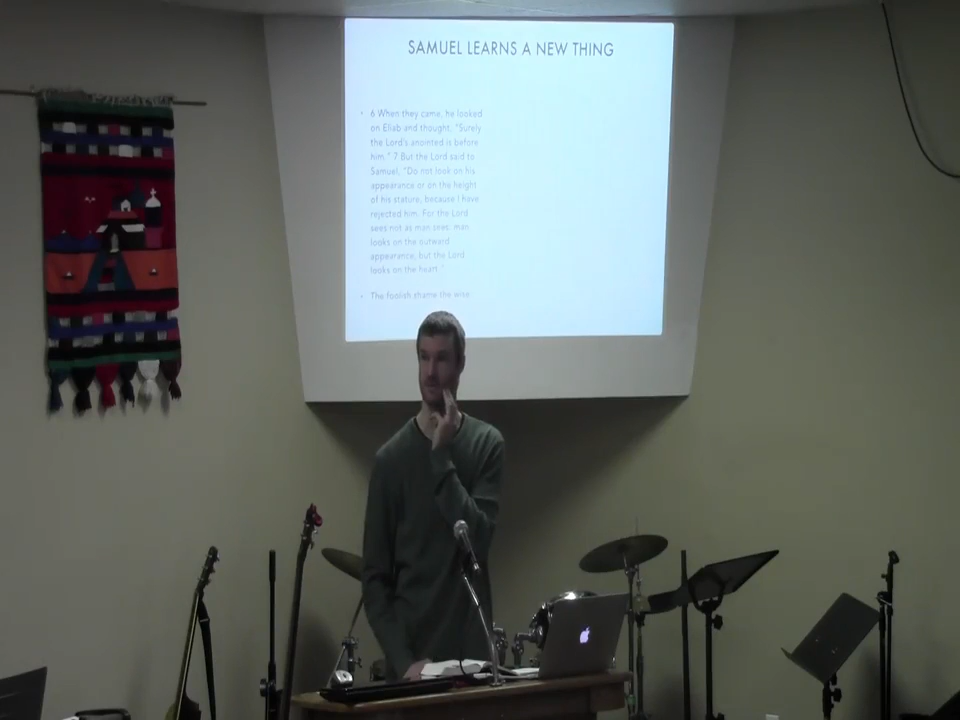 SAMUEL LEARNS A NEW THING
• 6 When they came, he looked
on Eliab and thought, "Surely
the Lord's anointed is before
him." 7 But the Lord said to
Samuel, "Do not look on his
appearance or on the height
of his stature, because I have
rejected him. For the Lord
sees not as man sees: man
looks on the outward
appearance, but the Lord
looks on the heart."
• The foolish shame the wise